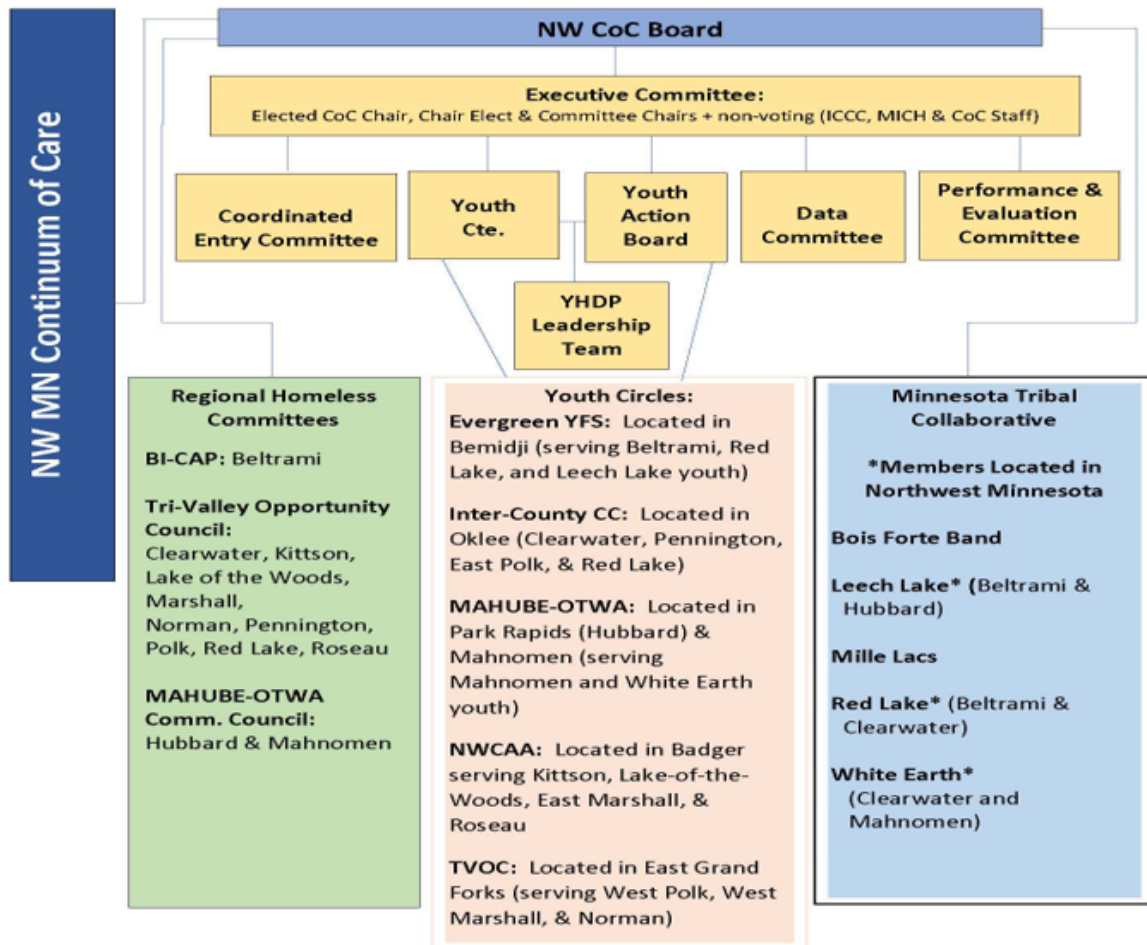 NW MN Continuum of Care
NW CoC Board
Executive Committee:
Elected CoC Chair, Chair Elect & Committee Chairs + non-voting (ICCC, MICH & CoC Staff)
Coordinated
Entry Committee
Youth
Cte.
Youth
Action
Board
Data
Committee
Performance &
Evaluation
Committee
YHDP
Leadership
Team
Regional Homeless
Committees
BI-CAP: Beltrami
Tri-Valley Opportunity
Council:
Clearwater, Kittson,
Lake of the Woods,
Marshall,
Norman, Pennington,
Polk, Red Lake, Roseau
MAHUBE-OTWA
Comm. Council:
Hubbard & Mahnomen
Youth Circles:
Evergreen YFS: Located in
Bemidji (serving Beltrami, Red
Lake, and Leech Lake youth)
Inter-County CC: Located in
Oklee (Clearwater, Pennington,
East Polk, & Red Lake)
MAHUBE-OTWA: Located in
Park Rapids (Hubbard) &
Mahnomen (serving
Mahnomen and White Earth
youth)
NWCAA: Located in Badger
serving Kittson, Lake-of-the-
Woods, East Marshall, &
Roseau
TVOC: Located in East Grand
Forks (serving West Polk, West
Marshall, & Norman)
Minnesota Tribal
Collaborative
*Members Located in
Northwest Minnesota
Bois Forte Band
Leech Lake* (Beltrami &
Hubbard)
Mille Lacs
Red Lake* (Beltrami &
Clearwater)
White Earth*
(Clearwater and
Mahnomen)